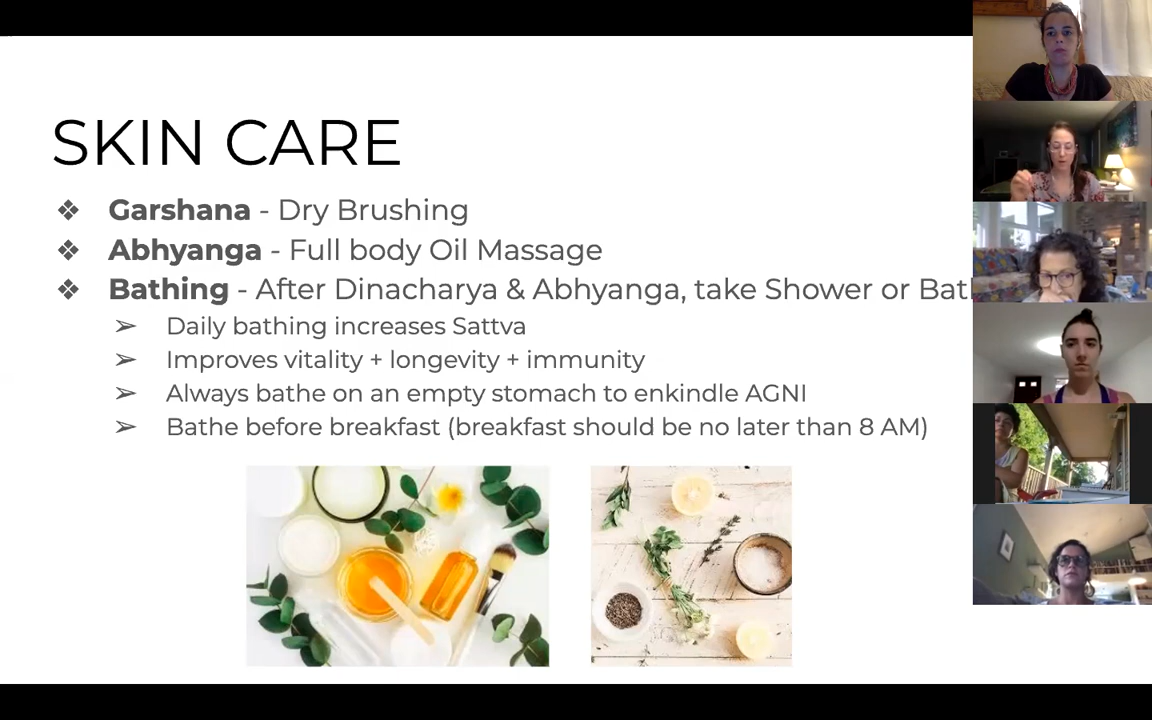 SKIN CARE
❖ Garshana - Dry Brushing
❖ Abhyanga - Full body Oil Massage
❖ Bathing - After Dinacharya & Abhyanga, take Shower or
➢ Daily bathing increases Sattva
➢ Improves vitality + longevity + immunity
➢ Always bathe on an empty stomach to enkindle AGNI
➢ Bathe before breakfast (breakfast should be no later than 8 AM)